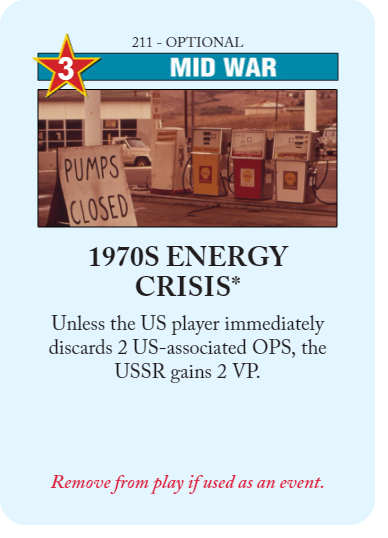 211 - OPTIONAL
3
MID WAR
PUMPS
CLOSED
1970S ENERGY
CRISIS*
Unless the US player immediately
discards 2 US-associated OPS, the
USSR gains 2 VP.
Remove from play if used as an event.